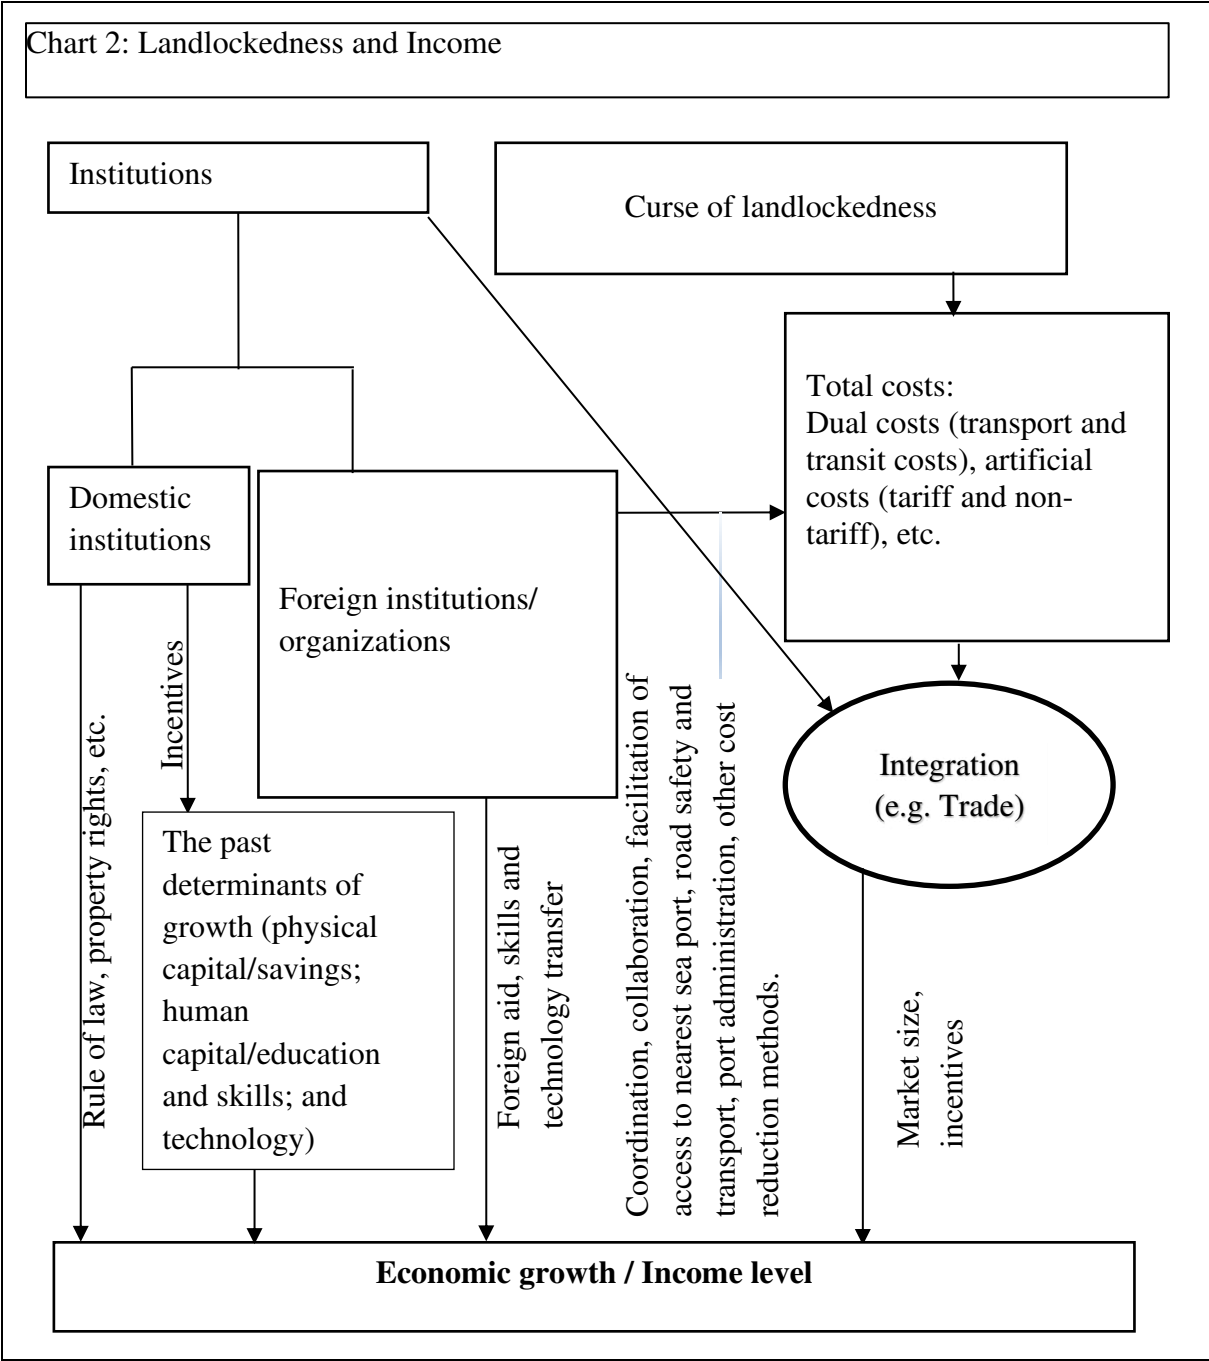 Chart 2: Landlockedness and Income
Institutions
Curse of landlockedness
Total costs:
Dual costs (transport and
transit costs), artificial
costs (tariff and non-
tariff), etc.
Domestic
institutions
Foreign institutions/
organizations
Incentives
Rule of law, property rights, etc.
The past
determinants of
growth (physical
capital/savings;
human
capital/education
and skills; and
technology)
Foreign aid, skills and
technology transfer
Coordination, collaboration, facilitation of
access to nearest sea port, road safety and
transport, port administration, other cost
reduction methods.
Integration
(e.g. Trade)
Market size,
incentives
Economic growth / Income level